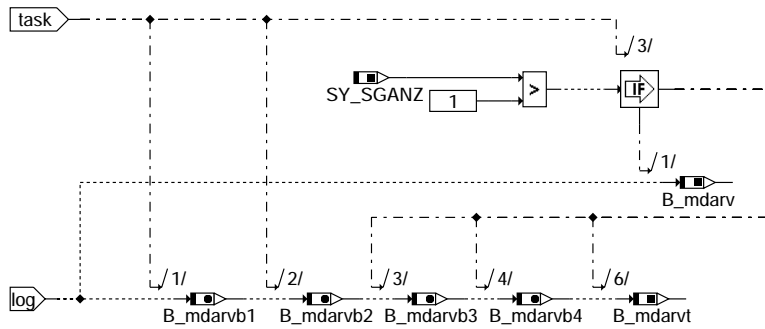 task
3/
SY_SGANZ
1
>
IF
1/
B_mdarv
log
1/
2/
3/
4/
6/
B_mdarvb1
B_mdarvb2
B_mdarvb3
B_mdarvb4
B_mdarvt